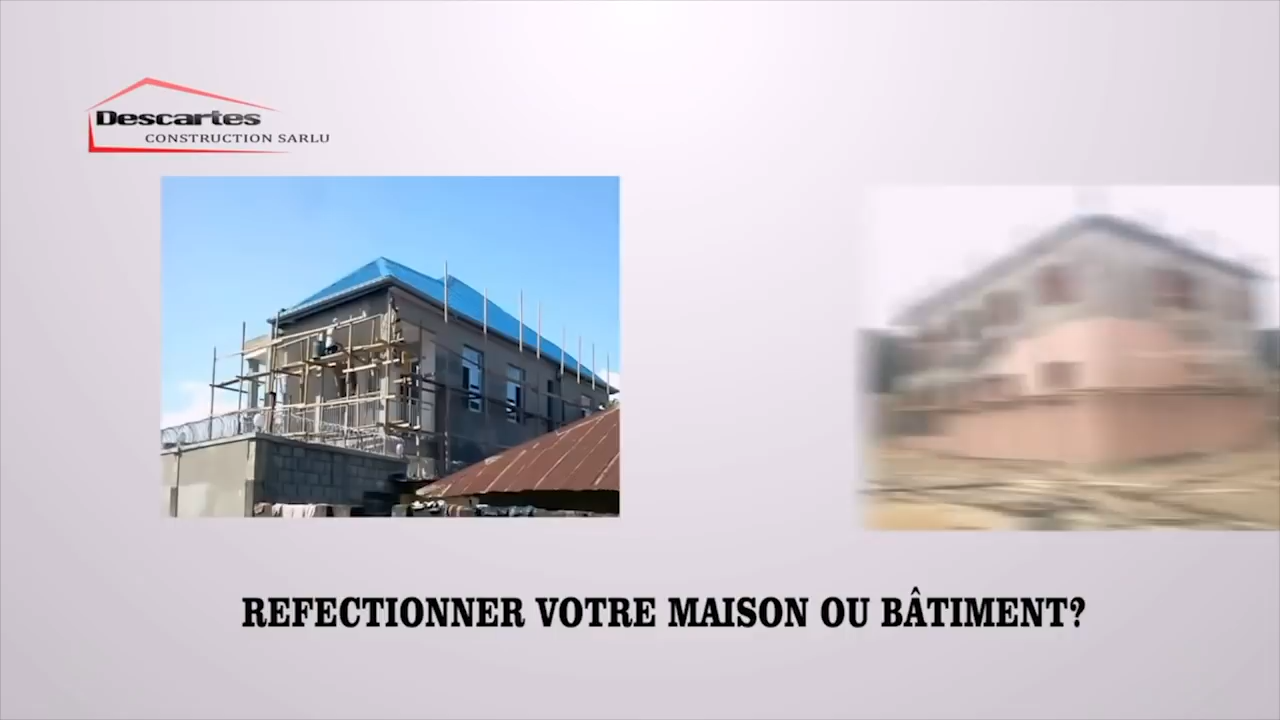 Descartes
CONSTRUCTION SARLU
REFECTIONNER VOTRE MAISON OU BÂTIMENT?